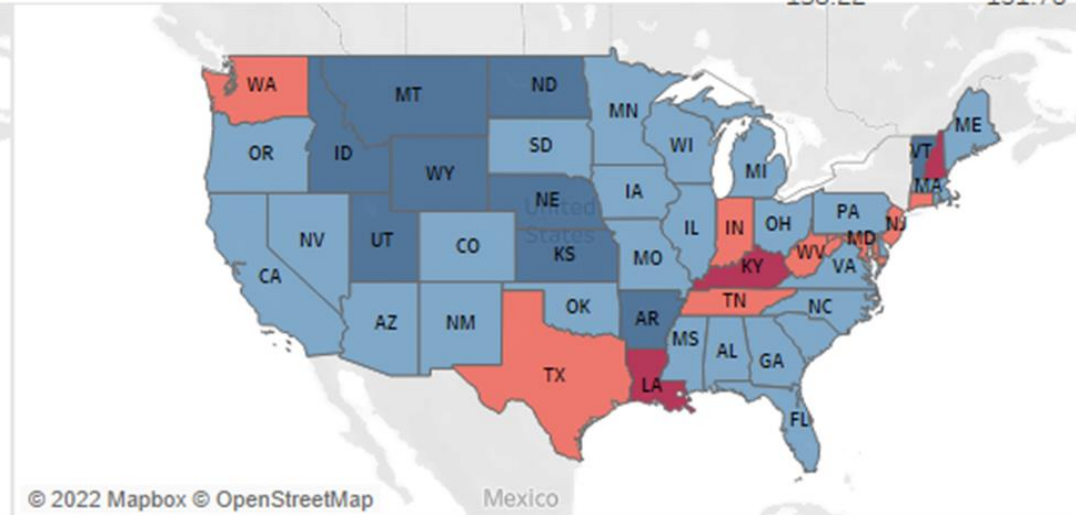 WA
MT
ND
MN
ME
OR
ID
SD
WI
VT
WY
MI
MA
NE
IA
United
PA
NV
UT
CO
States
IL
IN
OH
NJ
KS
MO
WV
MD
CA
KY
VA
AZ
NM
OK
AR
TN
NC
MS
AL
GA
TX
LA
FL
© 2022 Mapbox © OpenStreetMap
Mexico